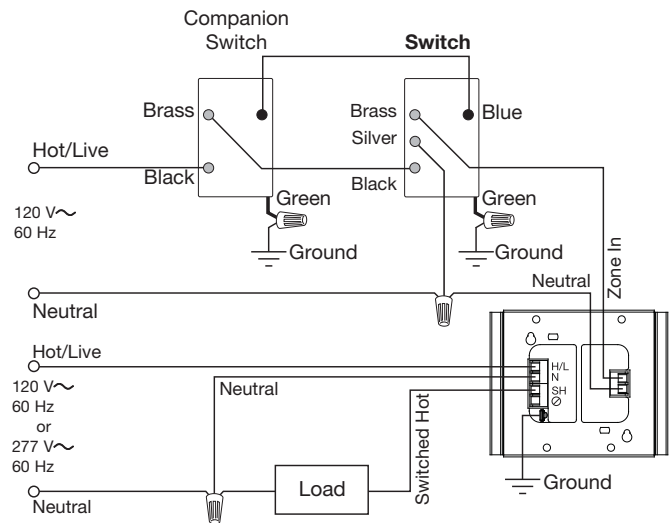 Companion
Switch
Switch
Brass
Brass
Blue
Silver
Hot/Live
Black
Black
Green
Green
120 V～
60 Hz
Ground
Ground
Zone In
Neutral
Neutral
Hot/Live
H/L
N
SH
120 V～
60 Hz
or
277 V～
60 Hz
Neutral
Switched Hot
Load
Ground
Neutral